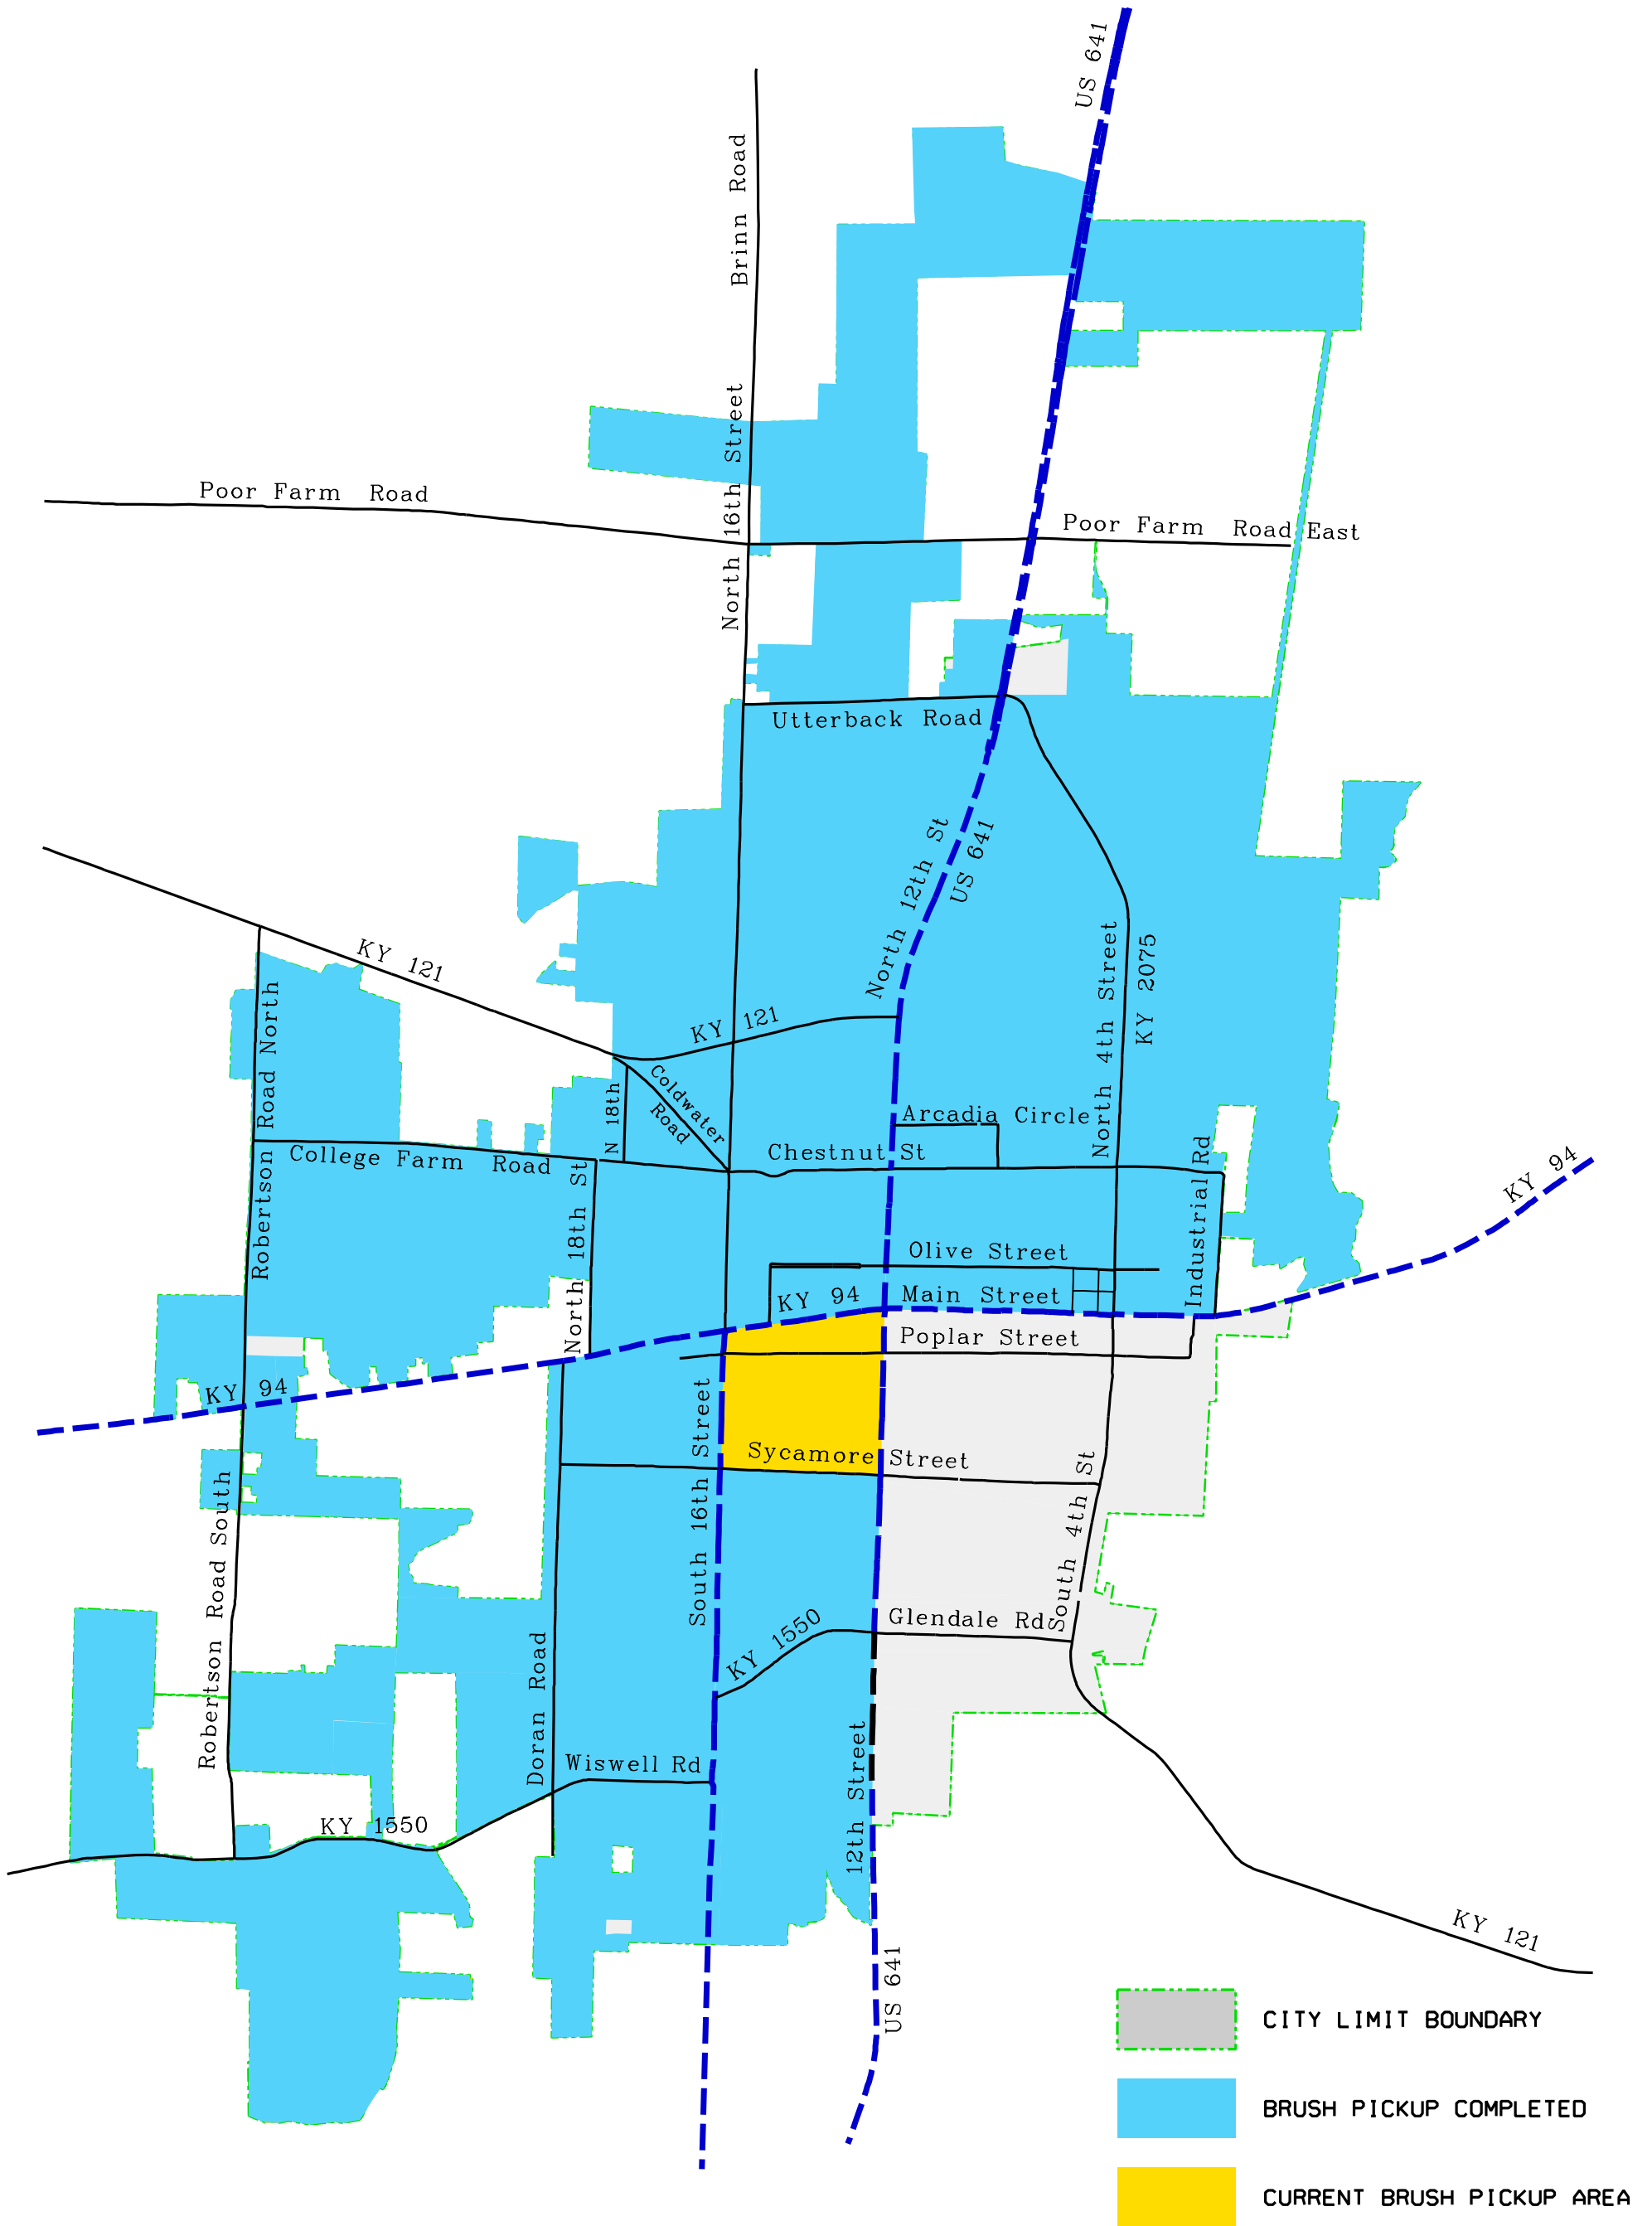 US 641
Brinn Road
North 16th Street
Poor Farm Road
Poor Farm Road East
Utterback Road
North 12th St
US 641
KY 121
KY 121
North 4th Street
KY 2075
Robertson Road North
Coldwater
Road
N 18th
Arcadia Circle
Chestnut St
College Farm Road
North 18th St
Industrial Rd
KY 94
Olive Street
KY 94
Main Street
Poplar Street
KY 94
South 16th Street
Sycamore Street
South 4th St
Robertson Road South
Glendale Rd
KY 1550
Doran Road
Wiswell Rd
12th Street
KY 1550
KY 121
US 641
CITY LIMIT BOUNDARY
BRUSH PICKUP COMPLETED
CURRENT BRUSH PICKUP AREA